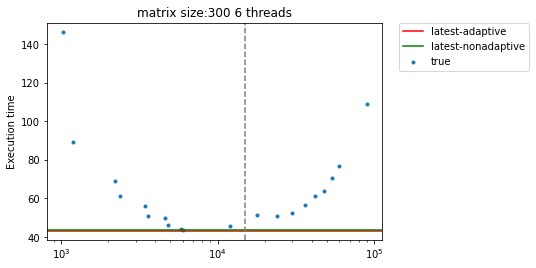 matrix size:300 6 threads
Execution time
140
120
100
80
60
40
10³
10⁴
10⁵
latest-adaptive
latest-nonadaptive
true